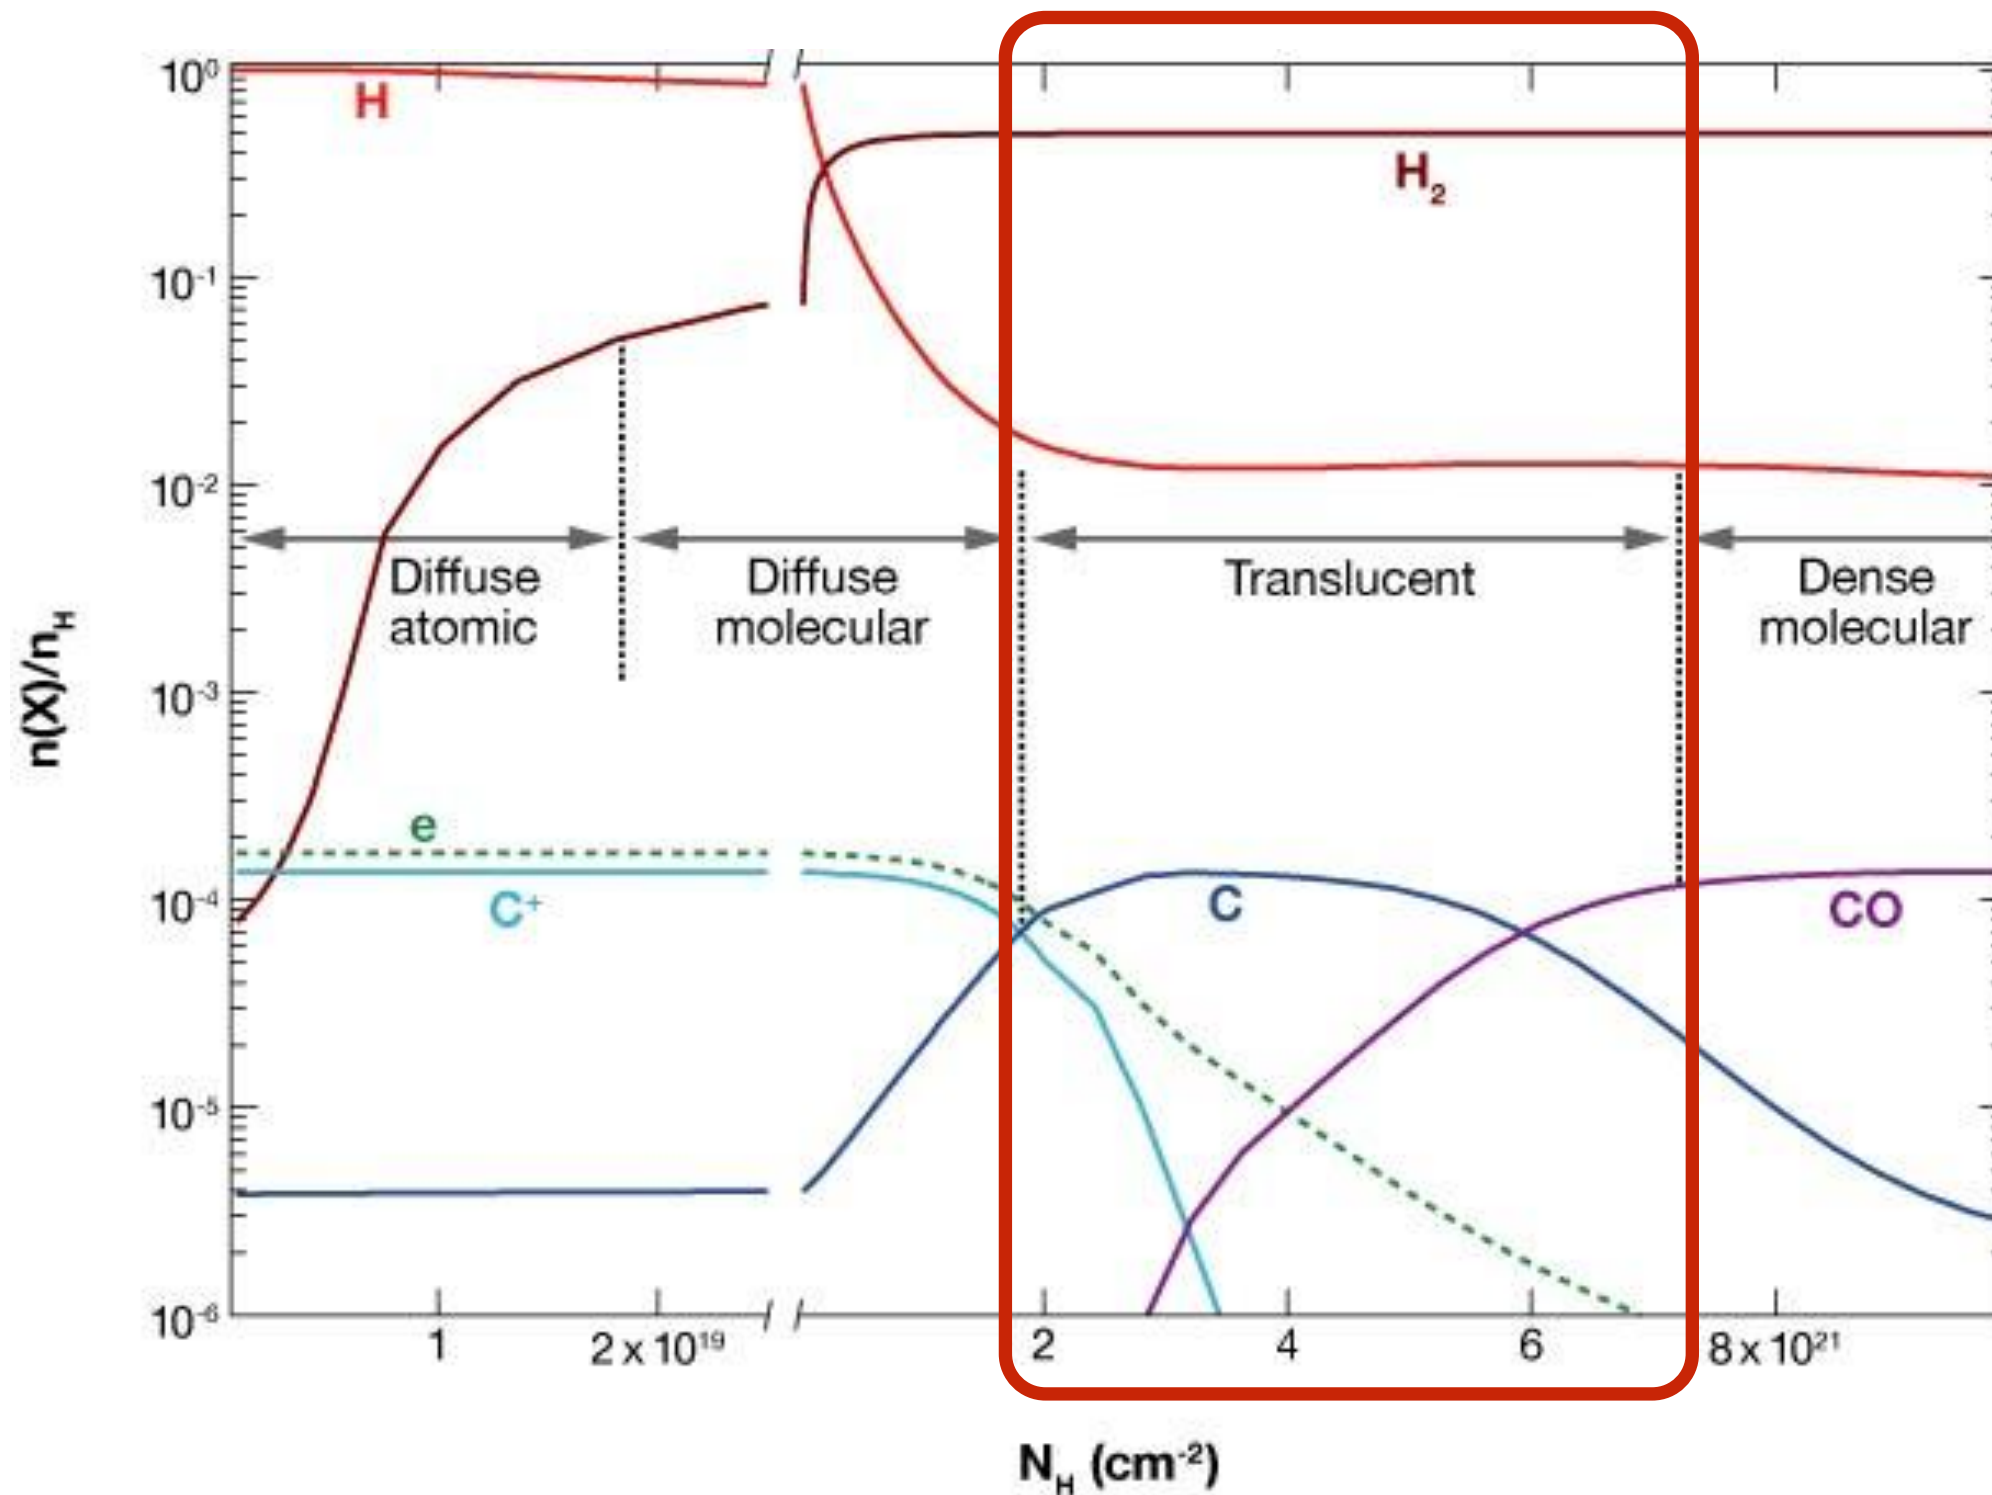 10⁰
H
H₂
10⁻¹
10⁻²
Diffuse atomic
Diffuse molecular
Translucent
Dense molecular
n(X)/n_H
10⁻³
e
C⁺
10⁻⁴
C
CO
10⁻⁵
10⁻⁶
1
2 x 10¹⁹
2
4
6
8 x 10²¹
N_H (cm⁻²)